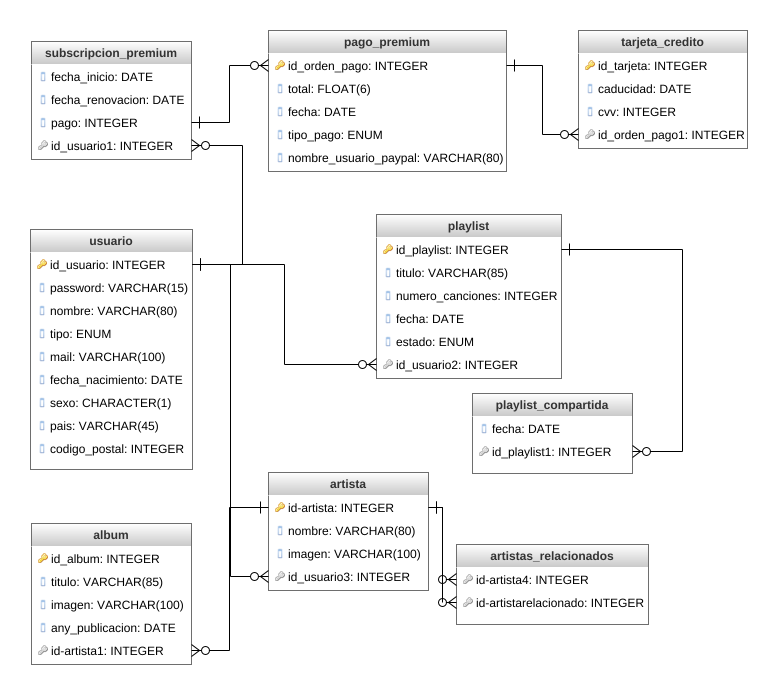 subscripcion_premium
fecha_inicio: DATE
fecha_renovacion: DATE
pago: INTEGER
id_usuario1: INTEGER
pago_premium
id_orden_pago: INTEGER
total: FLOAT(6)
fecha: DATE
tipo_pago: ENUM
nombre_usuario_paypal: VARCHAR(80)
tarjeta_credito
id_tarjeta: INTEGER
caducidad: DATE
cvv: INTEGER
id_orden_pago1: INTEGER
usuario
id_usuario: INTEGER
password: VARCHAR(15)
nombre: VARCHAR(80)
tipo: ENUM
mail: VARCHAR(100)
fecha_nacimiento: DATE
sexo: CHARACTER(1)
pais: VARCHAR(45)
codigo_postal: INTEGER
playlist
id_playlist: INTEGER
titulo: VARCHAR(85)
numero_canciones: INTEGER
fecha: DATE
estado: ENUM
id_usuario2: INTEGER
playlist_compartida
fecha: DATE
id_playlist1: INTEGER
artista
id-artista: INTEGER
nombre: VARCHAR(80)
imagen: VARCHAR(100)
id_usuario3: INTEGER
album
id_album: INTEGER
titulo: VARCHAR(85)
imagen: VARCHAR(100)
any_publicacion: DATE
id-artista1: INTEGER
artistas_relacionados
id-artista4: INTEGER
id-artistarelacionado: INTEGER